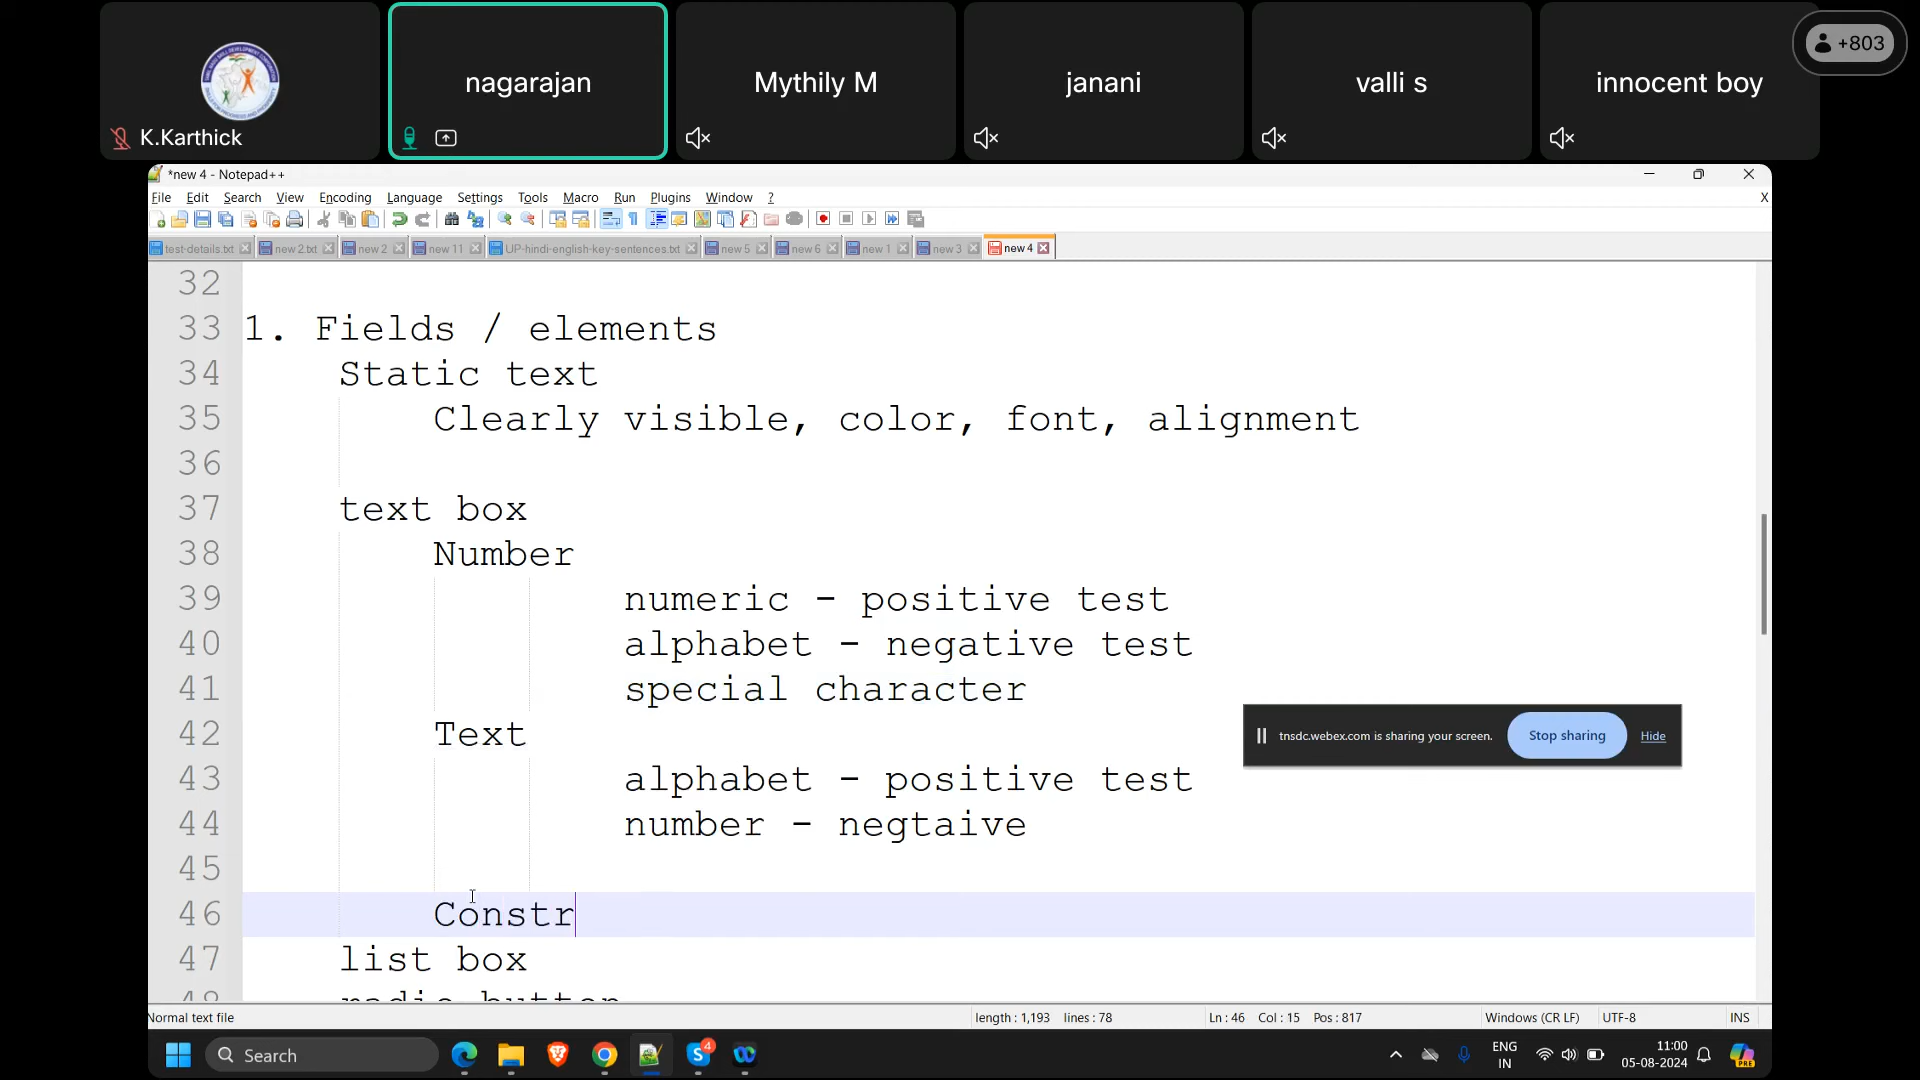 nagarajan
Mythily M
janani
valli s
innocent boy
+803
K.Karthick
*new 4 - Notepad++
File Edit Search View Encoding Language Settings Tools Macro Run Plugins Window ?
X
test-details.txt new 2.txt new 2 new 11 UP-hindi-english-key-sentences.txt new 5 new 6 new 1 new 3 new 4
32
33 1. Fields / elements
34 Static text
35 Clearly visible, color, font, alignment
36
37 text box
38 Number
39 numeric - positive test
40 alphabet - negative test
41 special character
42 Text
tnsdc.webex.com is sharing your screen. Stop sharing Hide
43 alphabet - positive test
44 number - negtaive
45
46 Constr
47 list box
48 radio button
Normal text file length : 1,193 lines : 78 Ln : 46 Col : 15 Pos : 817 Windows (CR LF) UTF-8 INS
Search
4
ENG
IN
11:00
05-08-2024
PRE